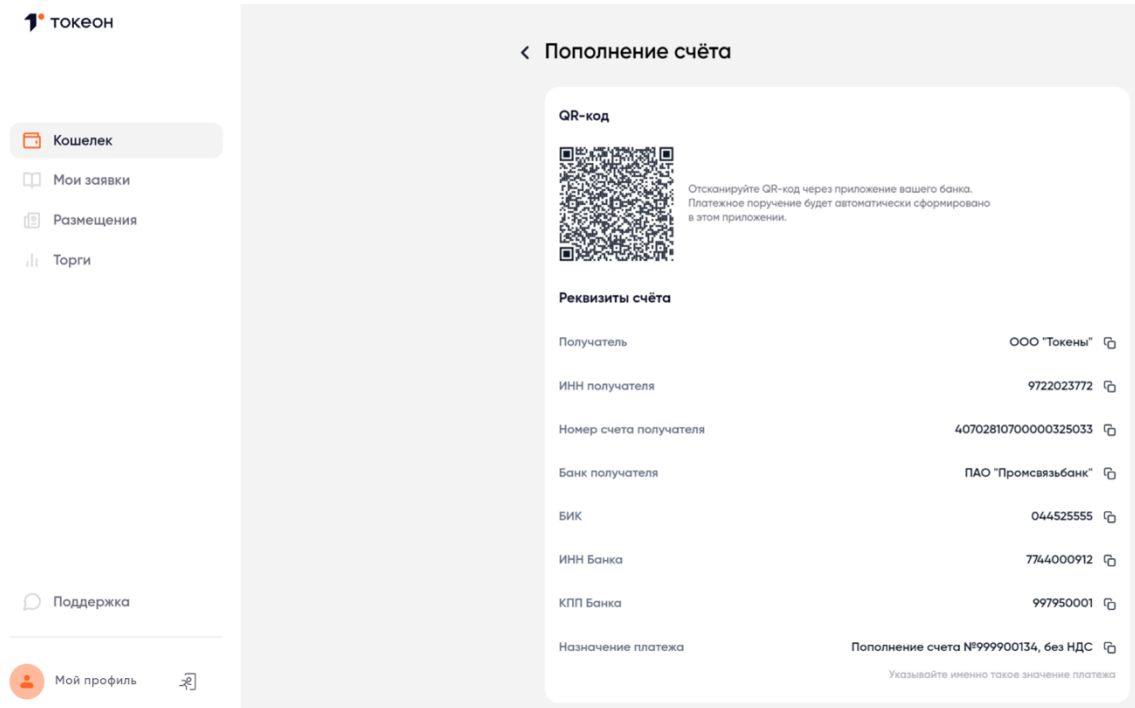 токеон
Кошелек
Мои заявки
Размещения
Торги
Поддержка
Мой профиль
Пополнение счёта
QR-код
Отсканируйте QR-код через приложение вашего банка.
Платежное поручение будет автоматически сформировано
в этом приложении.
Реквизиты счёта
Получатель ООО "Токены"
ИНН получателя 9722023772
Номер счета получателя 40702810700000325033
Банк получателя ПАО "Промсвязьбанк"
БИК 044525555
ИНН Банка 7744000912
КПП Банка 997950001
Назначение платежа Пополнение счета №999900134, без НДС
Указывайте именно такое значение платежа